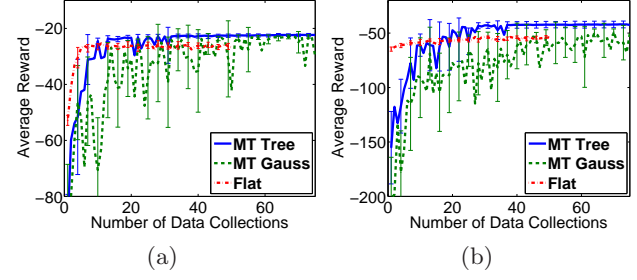 Average Reward
-20
-40
-60
-80
0 20 40 60
Number of Data Collections
MT Tree
MT Gauss
Flat
(a)
Average Reward
-50
-100
-150
-200
0 20 40 60
Number of Data Collections
MT Tree
MT Gauss
Flat
(b)